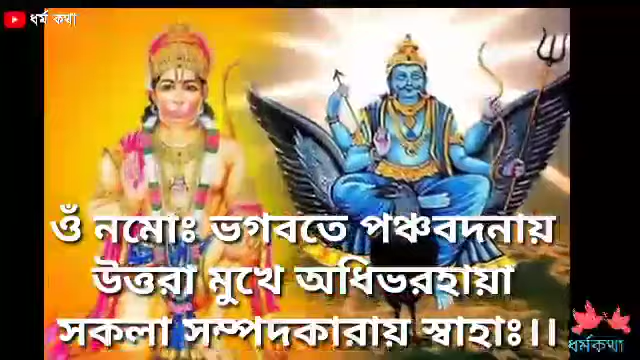 ধর্ম কথা
ওঁ নমোঃ ভগবতে পঞ্চবদনায়
উত্তরা মুখে অধিভরহায়া
সকলা সম্পদকারায় স্বাহাঃ।।
ধর্মকথা